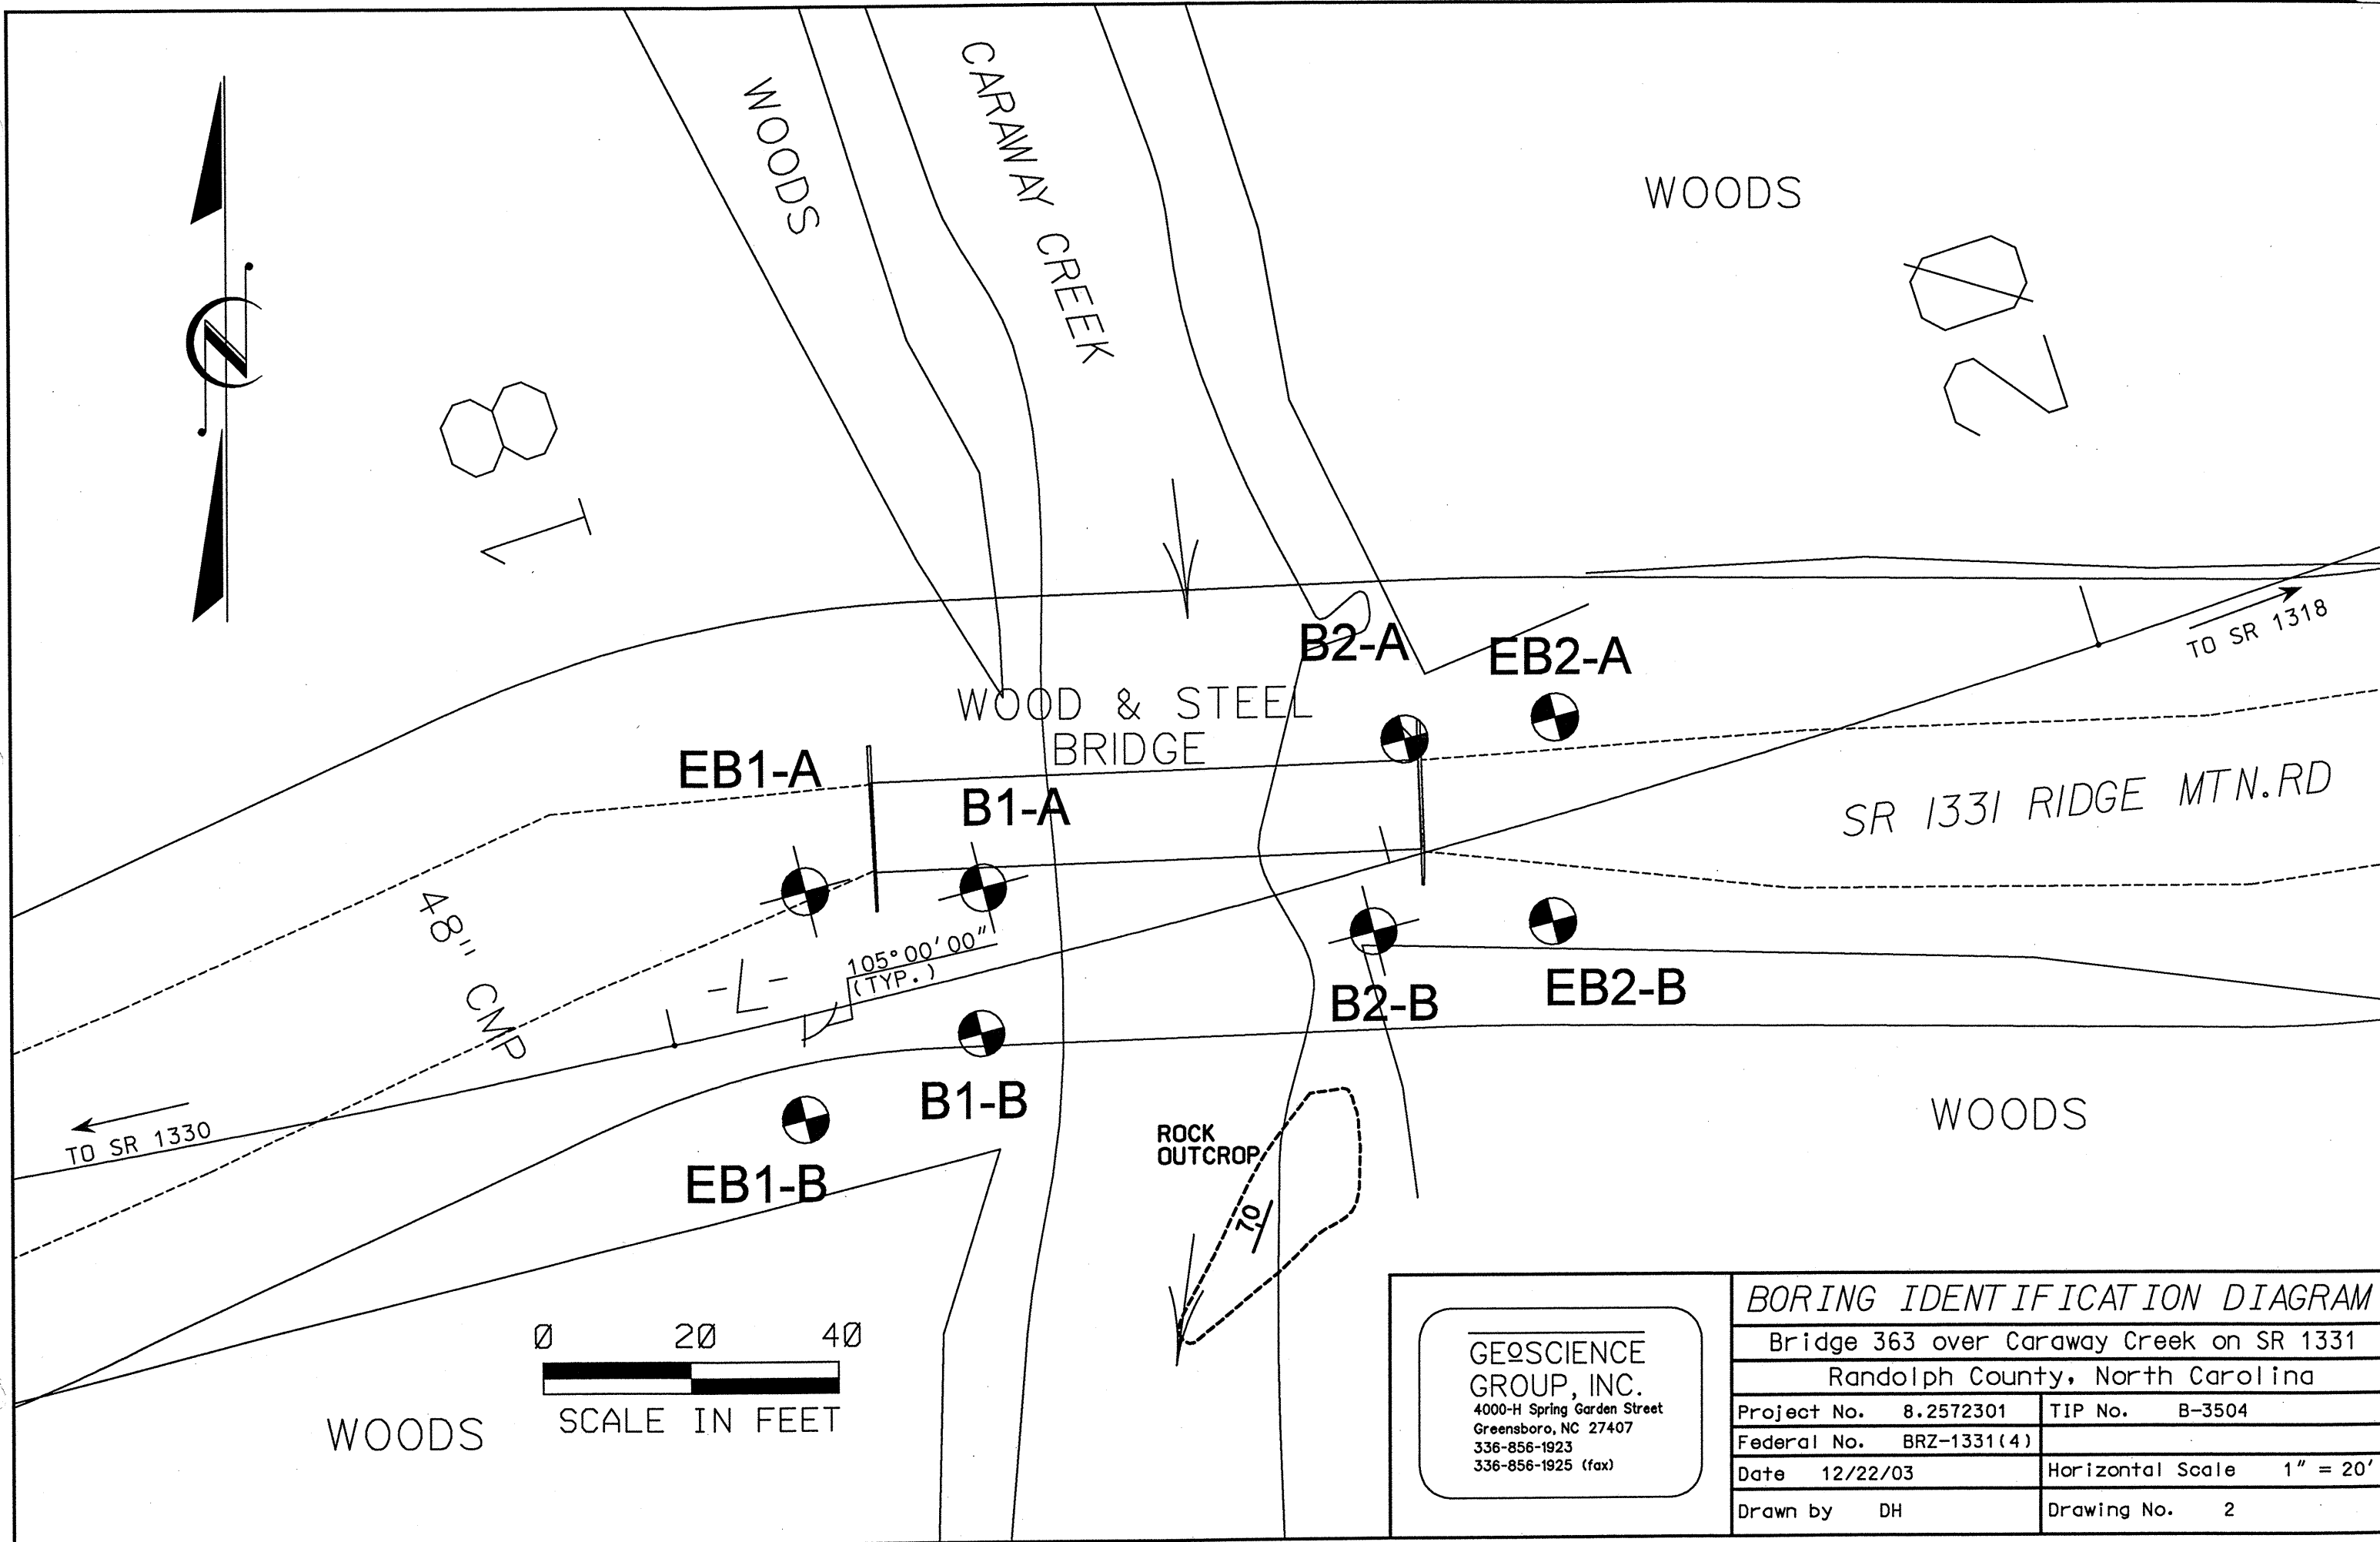 WOODS
CARAWAY CREEK
WOODS
18
20
N
TO SR 1318
B2-A
EB2-A
WOOD & STEEL
BRIDGE
EB1-A
B1-A
SR 1331 RIDGE MTN.RD
48" CMP
-L-
105°00'00"
(TYP.)
B2-B
EB2-B
B1-B
EB1-B
TO SR 1330
WOODS
ROCK
OUTCROP
70
0 20 40
SCALE IN FEET
WOODS
GEOSCIENCE
GROUP, INC.
4000-H Spring Garden Street
Greensboro, NC 27407
336-856-1923
336-856-1925 (fax)
BORING IDENTIFICATION DIAGRAM
Bridge 363 over Caraway Creek on SR 1331
Randolph County, North Carolina
Project No. 8.2572301 TIP No. B-3504
Federal No. BRZ-1331(4)
Date 12/22/03 Horizontal Scale 1" = 20'
Drawn by DH Drawing No. 2